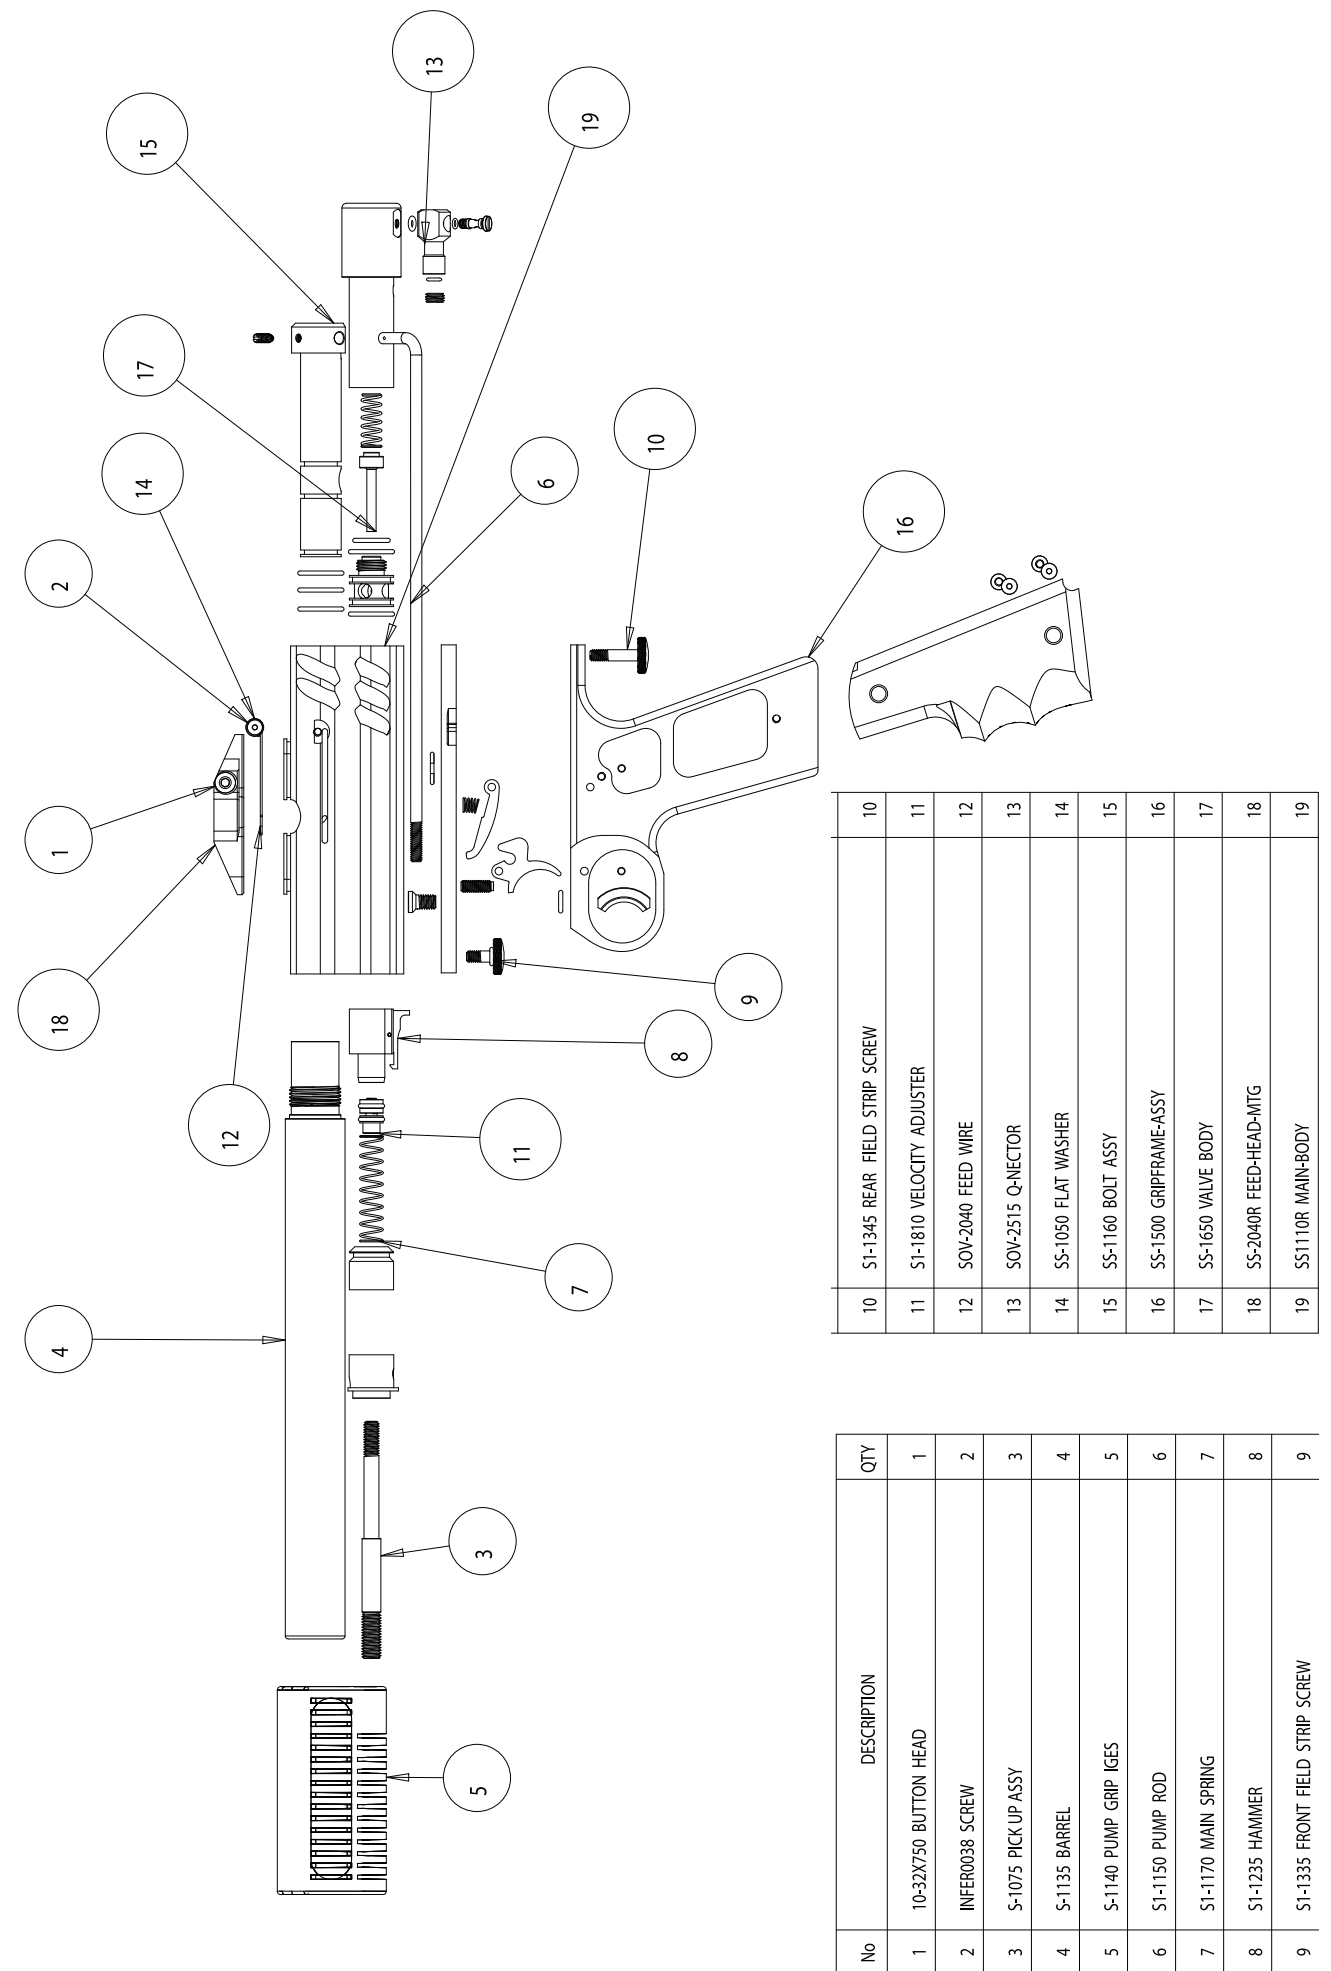 No DESCRIPTION QTY
1 10-32X750 BUTTON HEAD 1
2 INFER0038 SCREW 2
3 S-1075 PICK UP ASSY 3
4 S-1135 BARREL 4
5 S-1140 PUMP GRIP IGES 5
6 S1-1150 PUMP ROD 6
7 S1-1170 MAIN SPRING 7
8 S1-1235 HAMMER 8
9 S1-1335 FRONT FIELD STRIP SCREW 9
10 S1-1345 REAR FIELD STRIP SCREW 10
11 S1-1810 VELOCITY ADJUSTER 11
12 SOV-2040 FEED WIRE 12
13 SOV-2515 Q-NECTOR 13
14 SS-1050 FLAT WASHER 14
15 SS-1160 BOLT ASSY 15
16 SS-1500 GRIPFRAME-ASSY 16
17 SS-1650 VALVE BODY 17
18 SS-2040R FEED-HEAD-MTG 18
19 SS1110R MAIN-BODY 19
4
18
1
2
12
14
17
15
5
3
7
11
8
9
6
10
16
19
13